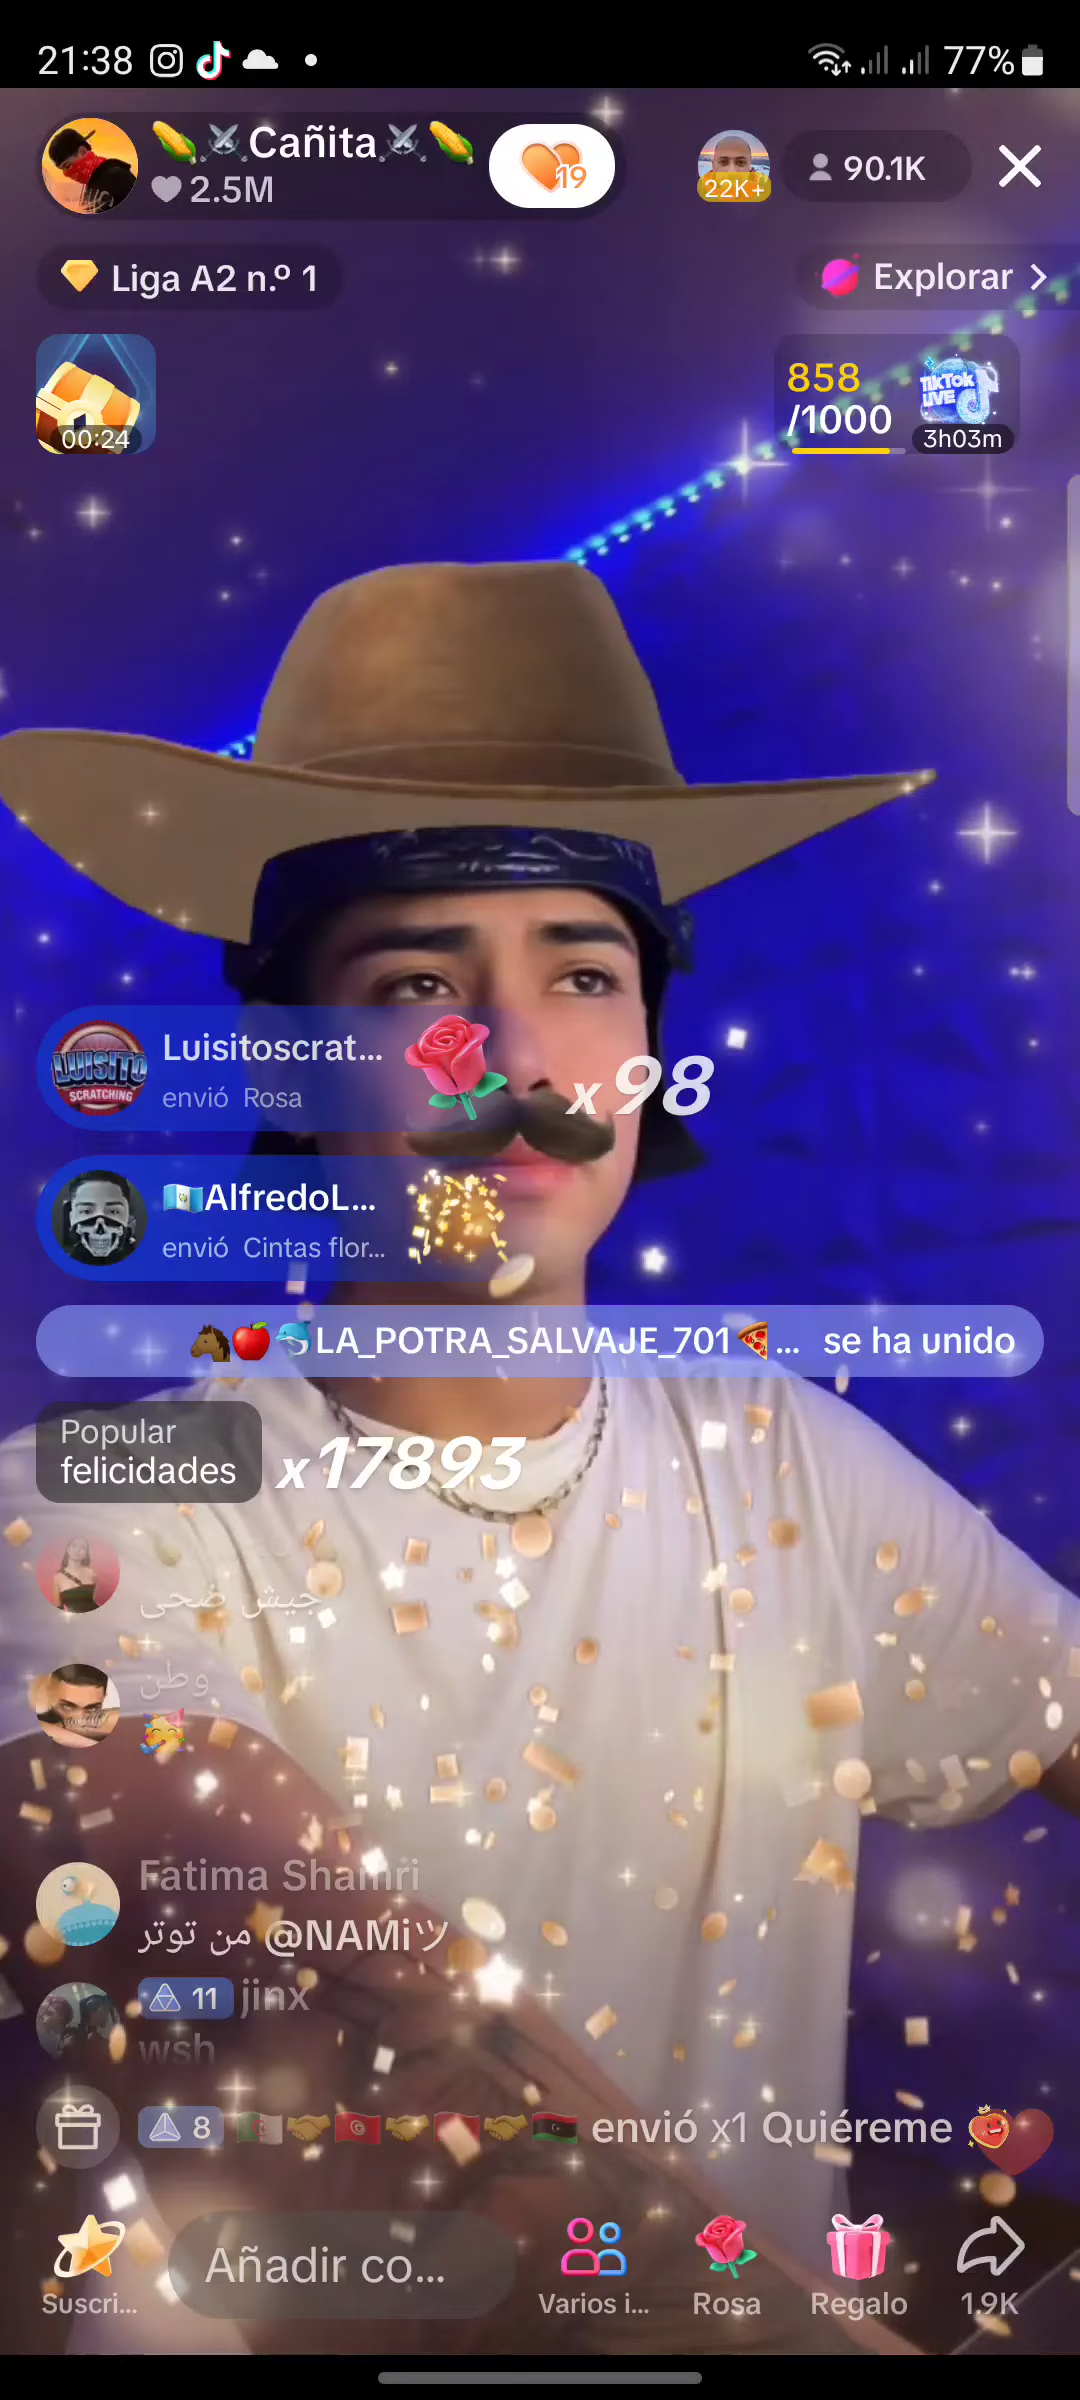 21:38
77%
🌽⚔️Cañita⚔️🌽
2.5M
19
22K+
90.1K
Liga A2 n.º 1
Explorar
00:24
858
/1000
TikTok
LIVE
3h03m
LUISITO
SCRATCHING
Luisitoscrat...
envió Rosa
x98
🇬🇹AlfredoL...
envió Cintas flor...
🐴🍎🐬LA_POTRA_SALVAJE_701🍕... se ha unido
Popular
felicidades
x17893
جيش ضحى
وطن
🥳
Fatima Shamri
من توتر @NAMiツ
11 jinx
wsh
8 🇩🇿🤝🇹🇳🤝🇲🇦🤝🇱🇾 envió x1 Quiéreme
Añadir co...
Suscri...
Varios i...
Rosa
Regalo
1.9K